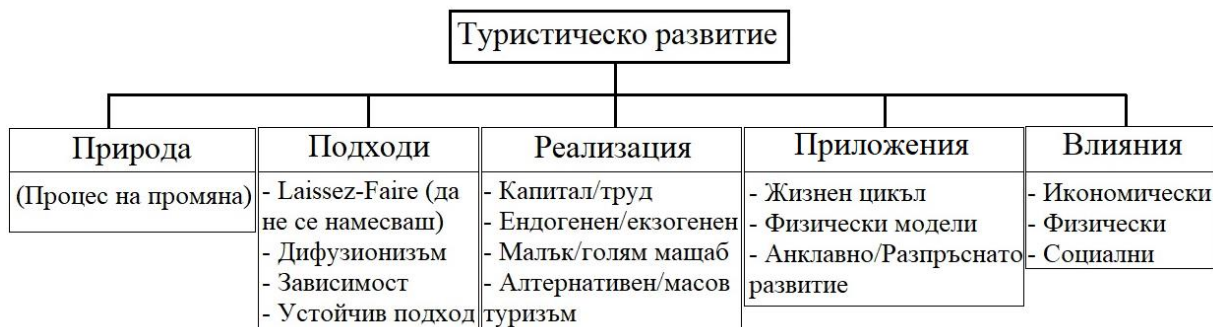 Туристическо развитие
Природа
(Процес на промяна)
Подходи
- Laissez-Faire (да
не се намесваш)
- Дифузионизъм
- Зависимост
- Устойчив подход
Реализация
- Капитал/труд
- Ендогенен/екзогенен
- Малък/голям мащаб
- Алтернативен/масов
туризъм
Приложения
- Жизнен цикъл
- Физически модели
- Анклавно/Разпръснато
развитие
Влияния
- Икономически
- Физически
- Социални